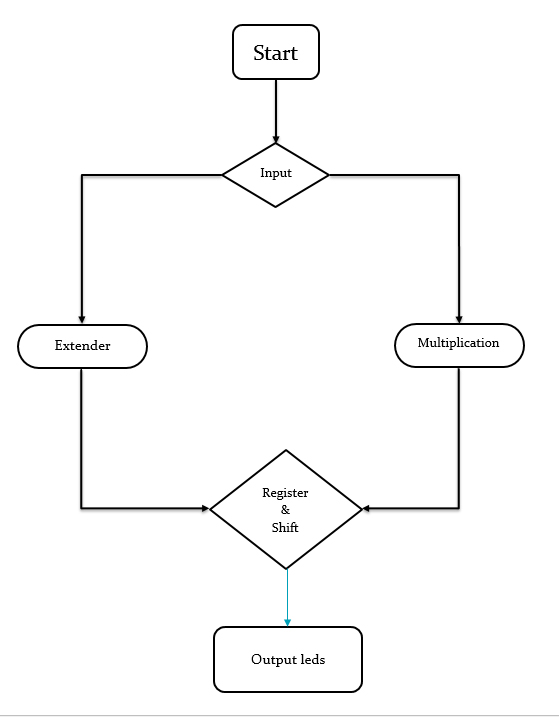 Start
Input
Extender
Multiplication
Register
&
Shift
Output leds